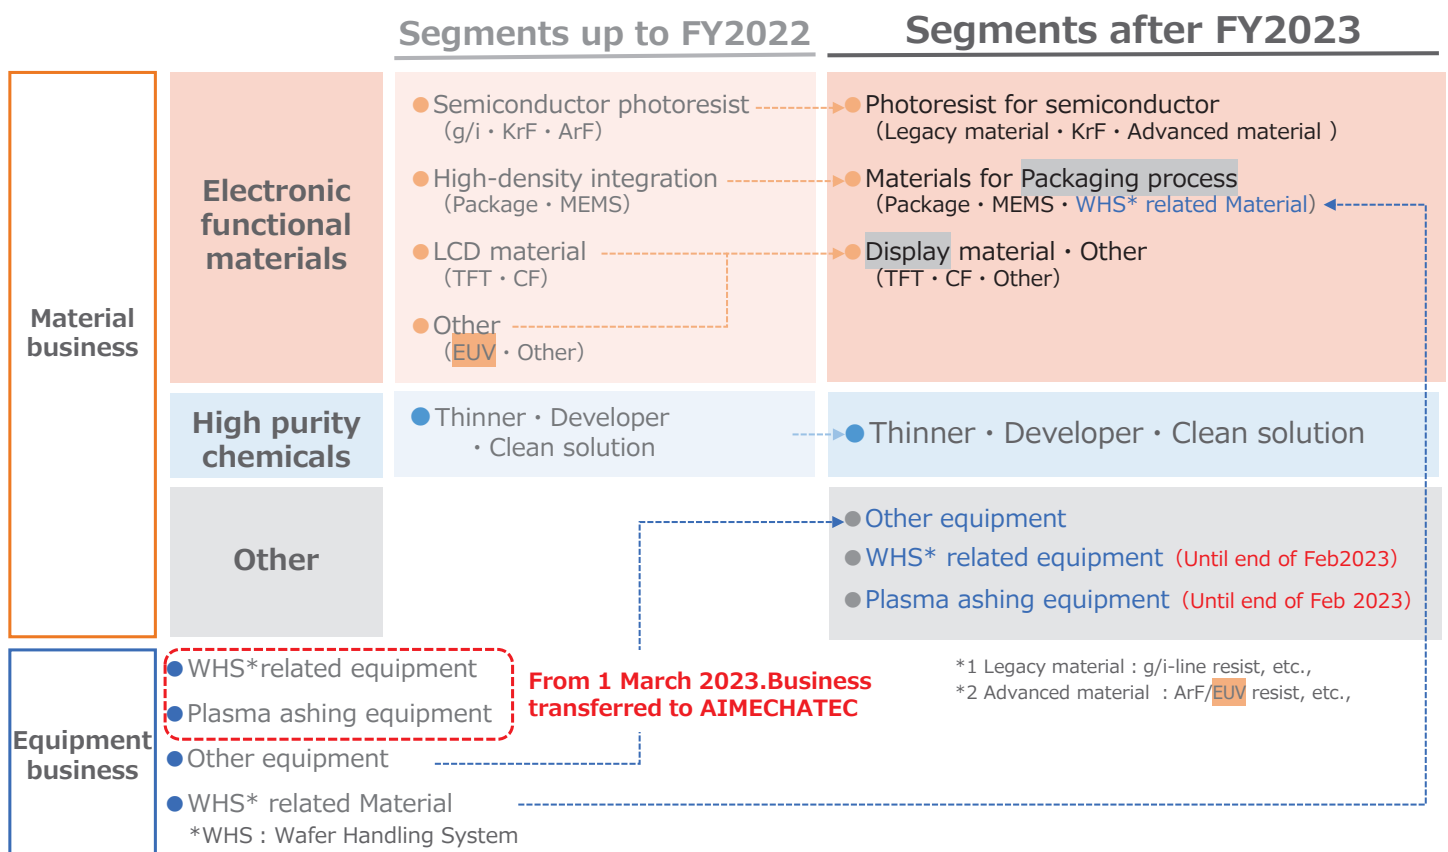 Segments up to FY2022
Segments after FY2023
Material
business
Electronic
functional
materials
●Semiconductor photoresist
(g/i・KrF・ArF)
●High-density integration
(Package・MEMS)
●LCD material
(TFT・CF)
●Other
(EUV・Other)
●Photoresist for semiconductor
(Legacy material・KrF・Advanced material )
●Materials for Packaging process
(Package・MEMS・WHS* related Material)
●Display material・Other
(TFT・CF・Other)
High purity
chemicals
●Thinner・Developer
・Clean solution
●Thinner・Developer・Clean solution
Other
●Other equipment
●WHS* related equipment (Until end of Feb2023)
●Plasma ashing equipment (Until end of Feb 2023)
Equipment
business
●WHS*related equipment
●Plasma ashing equipment
●Other equipment
●WHS* related Material
*WHS : Wafer Handling System
From 1 March 2023.Business
transferred to AIMECHATEC
*1 Legacy material : g/i-line resist, etc.,
*2 Advanced material : ArF/EUV resist, etc.,